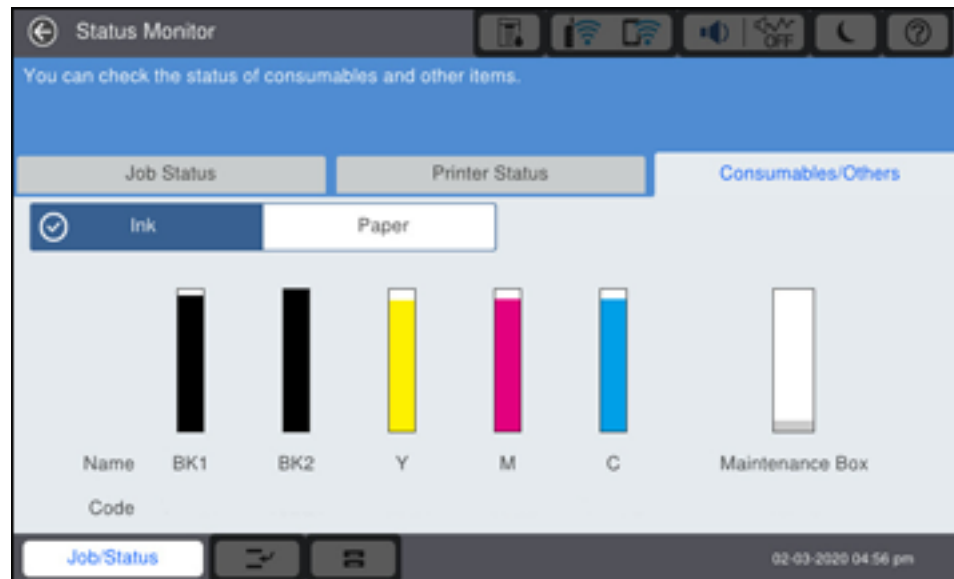 Status Monitor
OFF
You can check the status of consumables and other items.
Job Status
Printer Status
Consumables/Others
Ink
Paper
Name BK1 BK2 Y M C Maintenance Box
Code
Job/Status
02-03-2020 04:56 pm